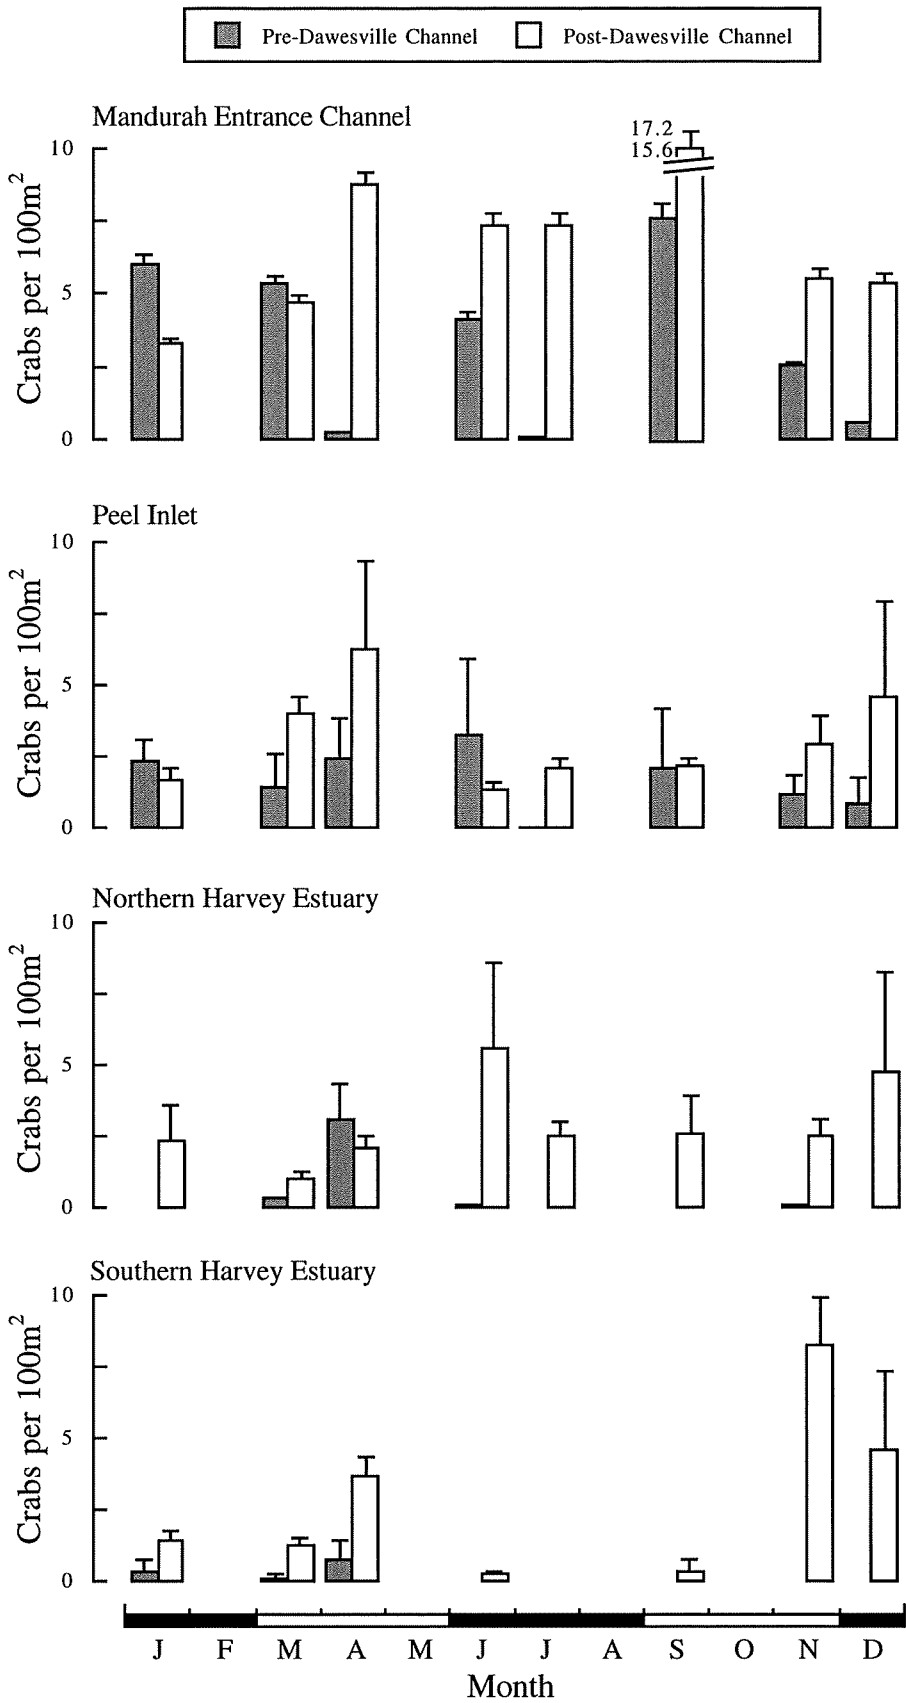 Pre-Dawesville Channel Post-Dawesville Channel
Mandurah Entrance Channel
17.2
15.6
10
5
0
Crabs per 100m²
Peel Inlet
10
5
0
Crabs per 100m²
Northern Harvey Estuary
10
5
0
Crabs per 100m²
Southern Harvey Estuary
10
5
0
Crabs per 100m²
J F M A M J J A S O N D
Month